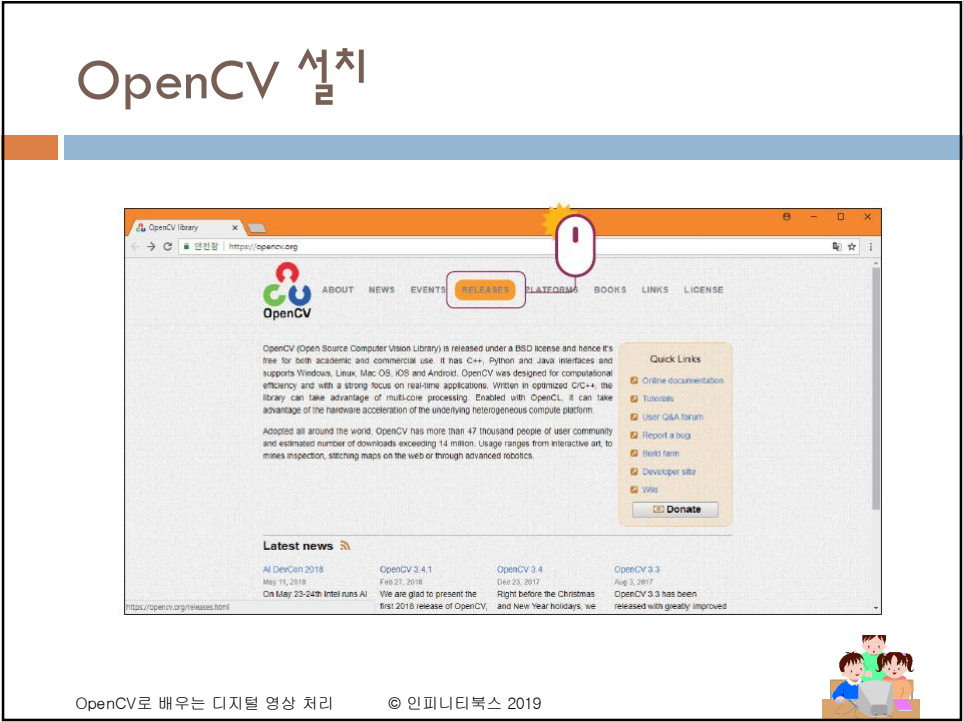 OpenCV 설치
OpenCV library
안전함 | https://opencv.org
OpenCV
ABOUT NEWS EVENTS RELEASES PLATFORMS BOOKS LINKS LICENSE
OpenCV (Open Source Computer Vision Library) is released under a BSD license and hence it's
free for both academic and commercial use. It has C++, Python and Java interfaces and
supports Windows, Linux, Mac OS, iOS and Android. OpenCV was designed for computational
efficiency and with a strong focus on real-time applications. Written in optimized C/C++, the
library can take advantage of multi-core processing. Enabled with OpenCL, it can take
advantage of the hardware acceleration of the underlying heterogeneous compute platform.
Adopted all around the world, OpenCV has more than 47 thousand people of user community
and estimated number of downloads exceeding 14 million. Usage ranges from interactive art, to
mines inspection, stitching maps on the web or through advanced robotics.
Quick Links
Online documentation
Tutorials
User Q&A forum
Report a bug
Build farm
Developer site
Wiki
Donate
Latest news
AI DevCon 2018
May 11, 2018
On May 23-24th Intel runs AI
OpenCV 3.4.1
Feb 27, 2018
We are glad to present the
first 2018 release of OpenCV,
OpenCV 3.4
Dec 23, 2017
Right before the Christmas
and New Year holidays, we
OpenCV 3.3
Aug 3, 2017
OpenCV 3.3 has been
released with greatly improved
https://opencv.org/releases.html
OpenCV로 배우는 디지털 영상 처리 © 인피니티북스 2019